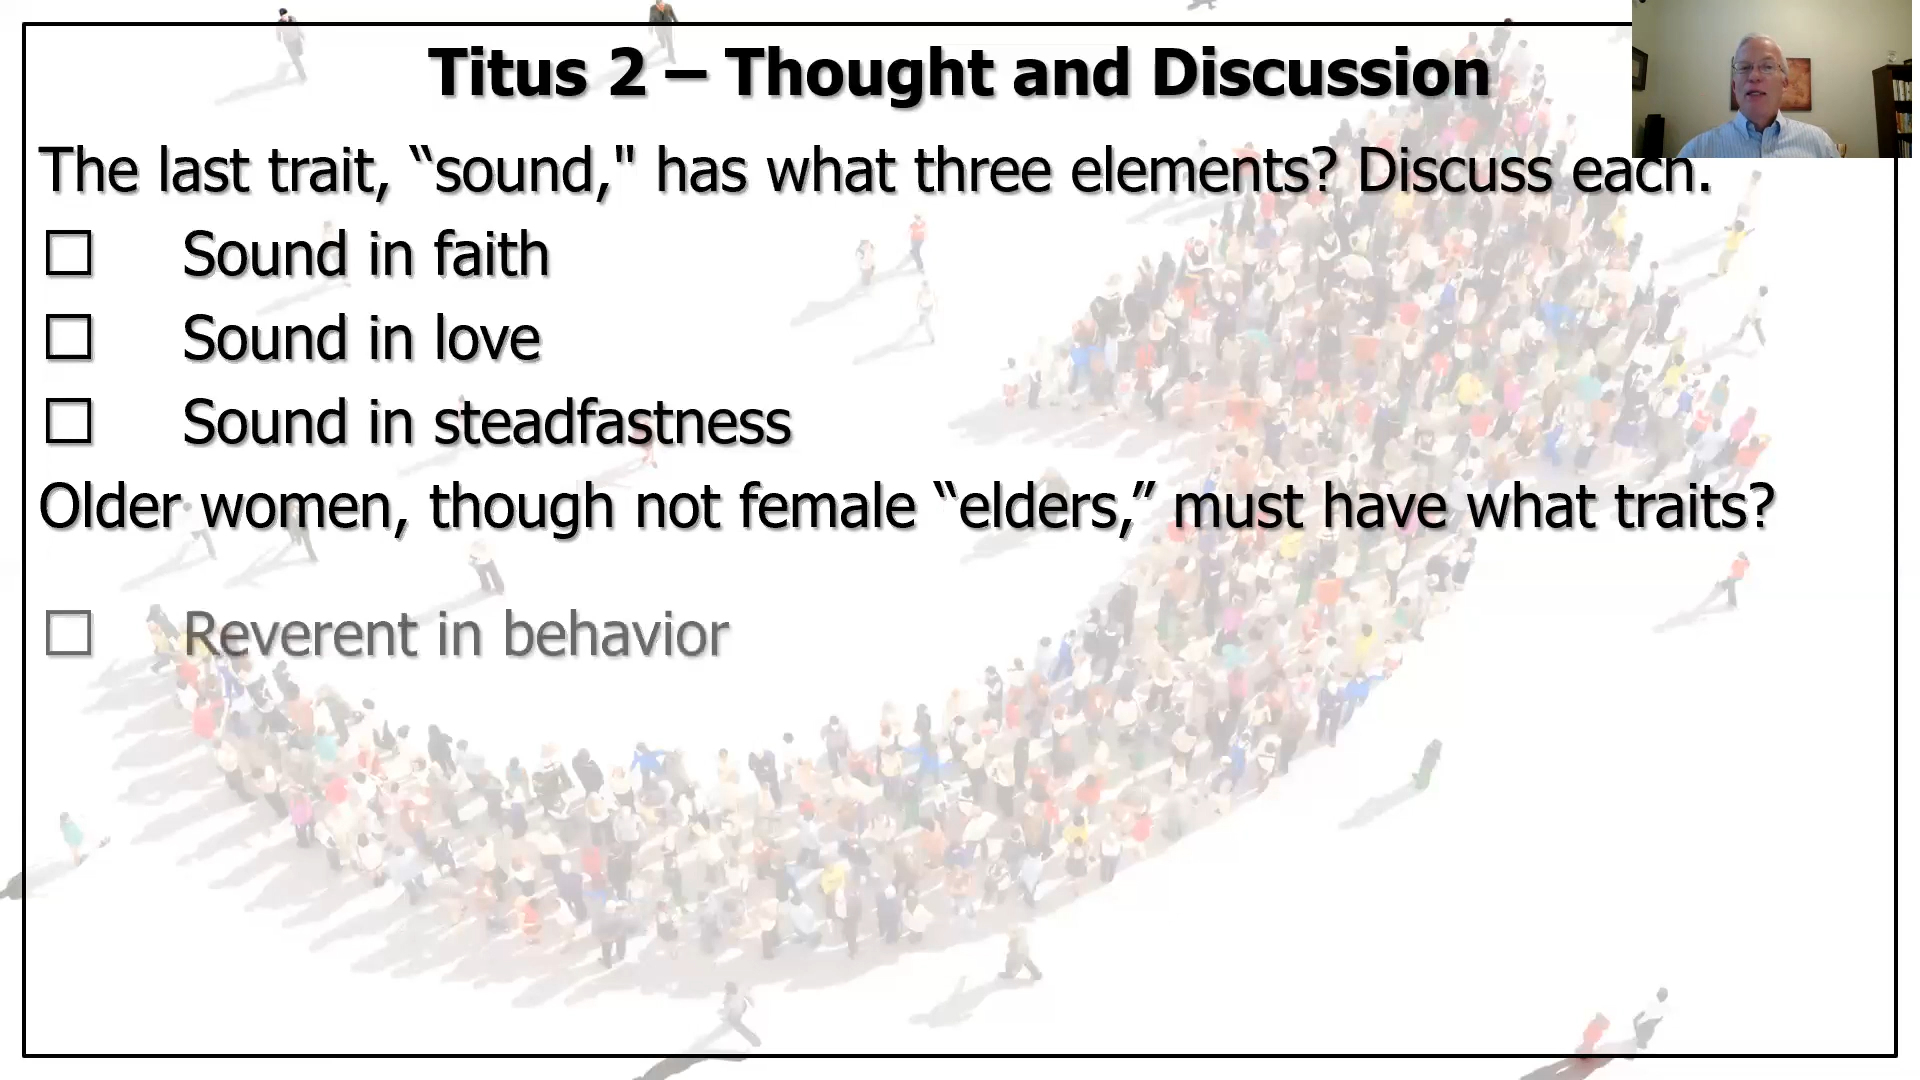 Titus 2 – Thought and Discussion
The last trait, “sound," has what three elements? Discuss each.
Sound in faith
Sound in love
Sound in steadfastness
Older women, though not female “elders,” must have what traits?
Reverent in behavior